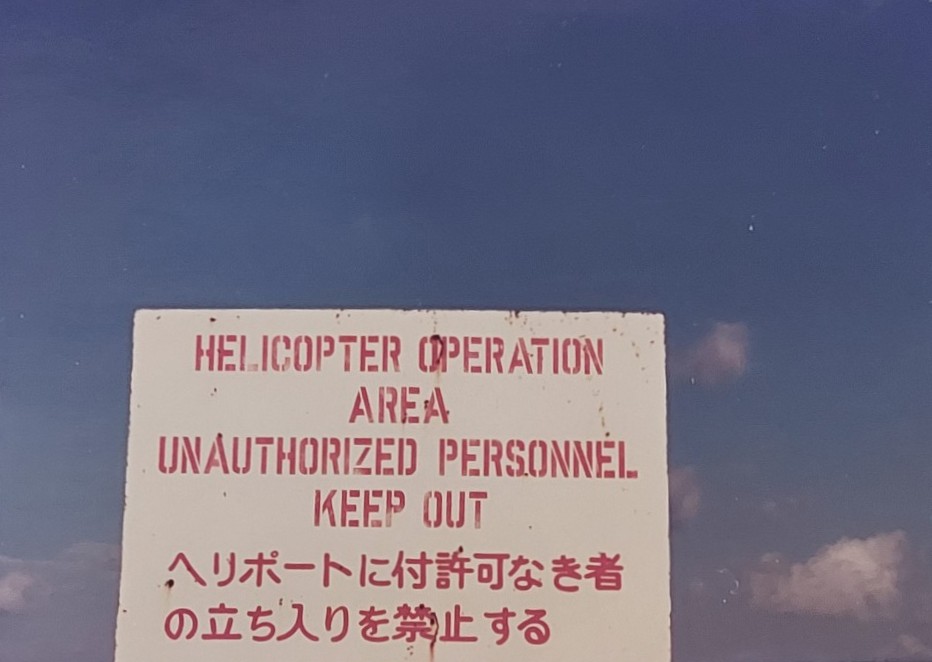 HELICOPTER OPERATION
AREA
UNAUTHORIZED PERSONNEL
KEEP OUT
ヘリポートに付許可なき者
の立ち入りを禁止する